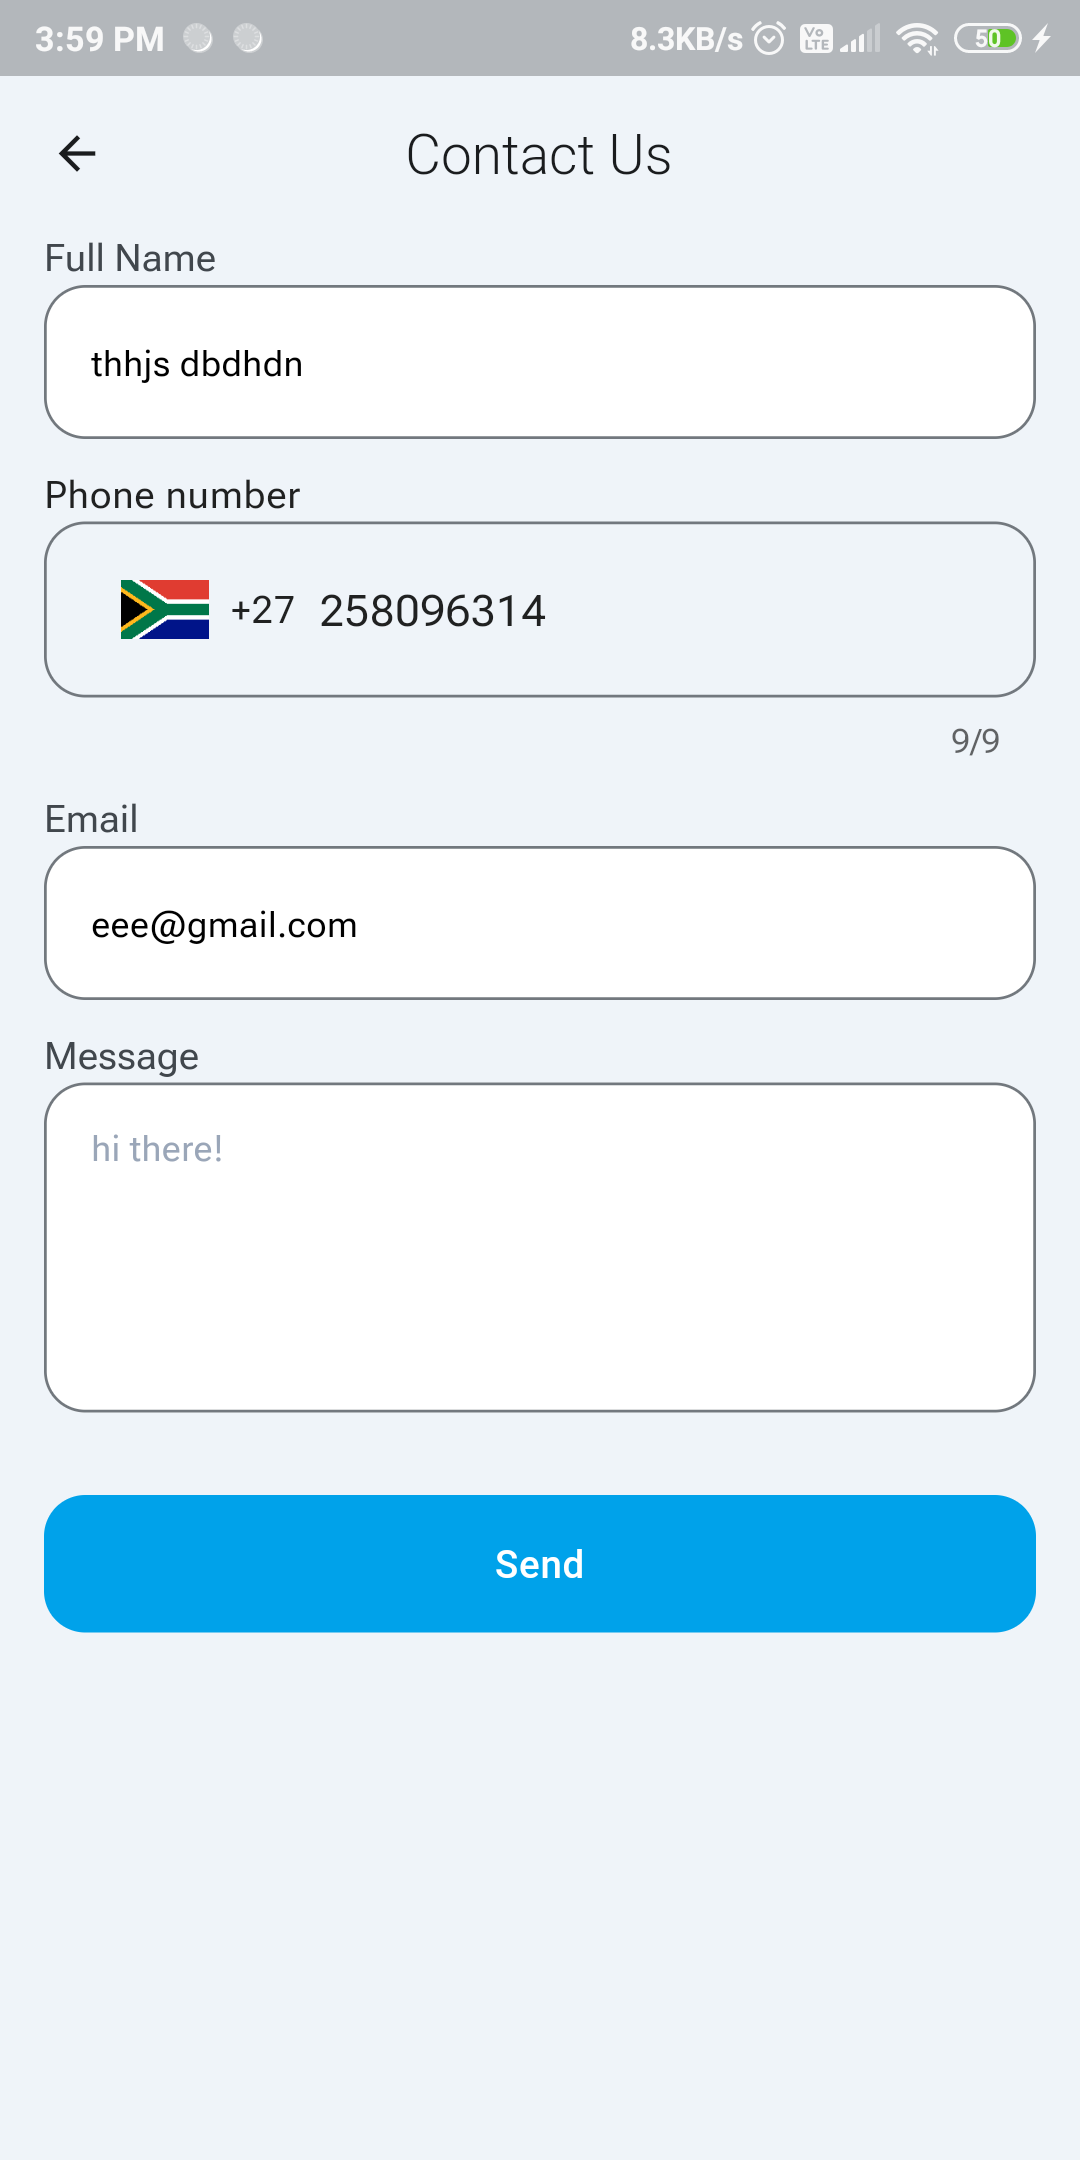 3:59 PM 8.3KB/s Vo LTE 50
Contact Us
Full Name
thhjs dbdhdn
Phone number
+27 258096314
9/9
Email
eee@gmail.com
Message
hi there!
Send